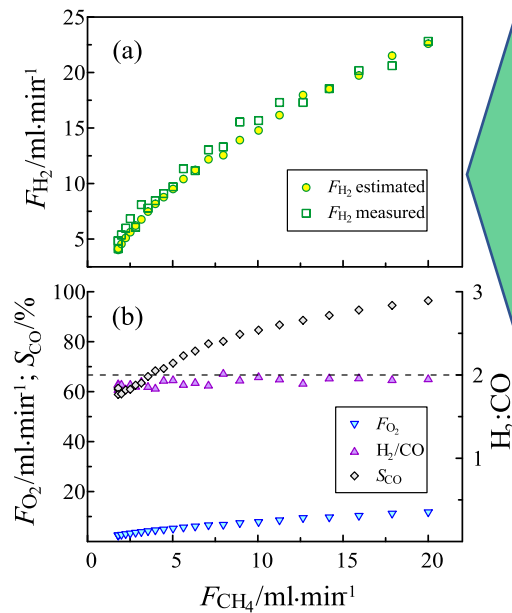 (a)
F_H₂/ml·min⁻¹
25
20
15
10
5
F_H₂ estimated
F_H₂ measured
(b)
F_O₂/ml·min⁻¹; S_CO/%
100
80
60
40
20
H₂:CO
3
2
1
F_O₂
H₂/CO
S_CO
0 5 10 15 20
F_CH₄/ml·min⁻¹